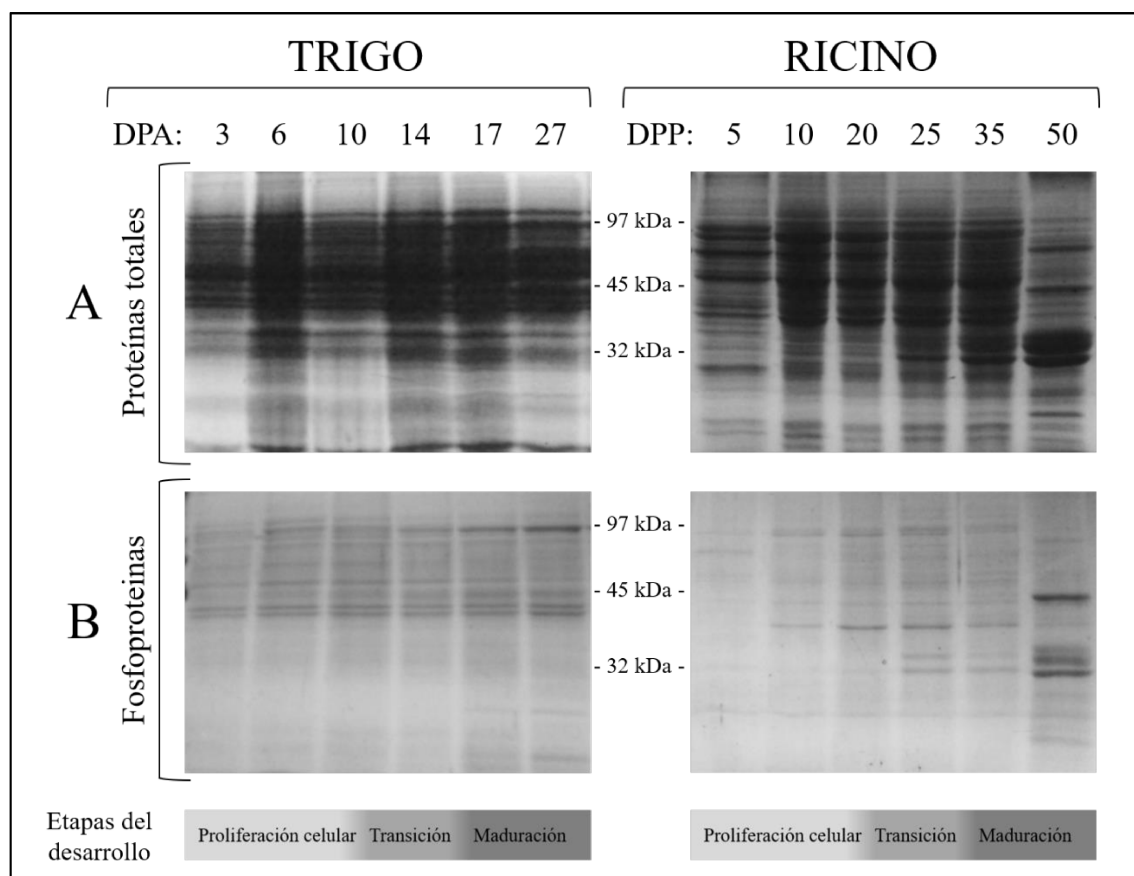 TRIGO
RICINO
DPA: 3 6 10 14 17 27
DPP: 5 10 20 25 35 50
A
Proteínas totales
- 97 kDa -
- 45 kDa -
- 32 kDa -
B
Fosfoproteinas
- 97 kDa -
- 45 kDa -
- 32 kDa -
Etapas del
desarrollo
Proliferación celular Transición Maduración
Proliferación celular Transición Maduración